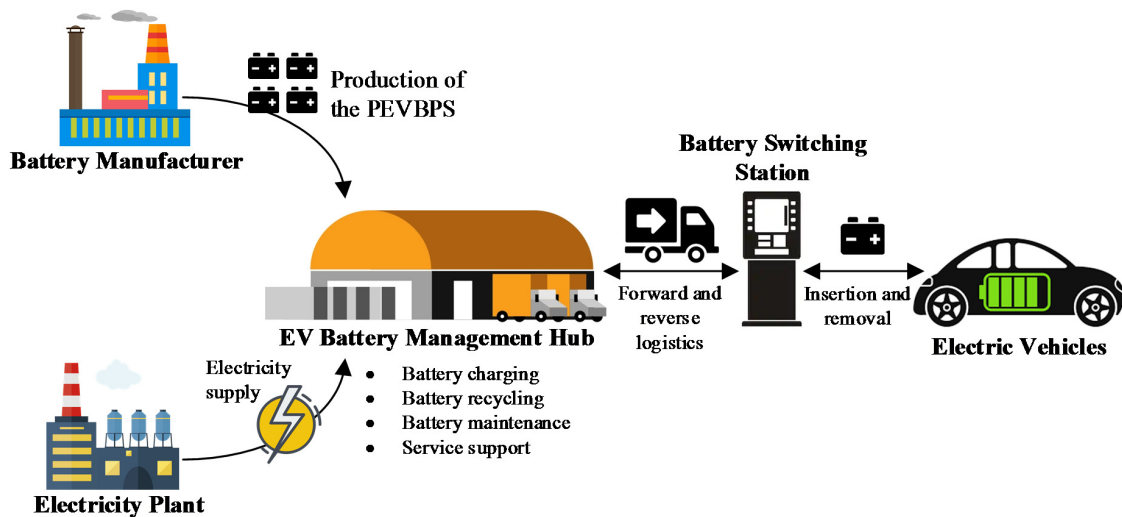 Production of
the PEVBPS
Battery Manufacturer
Battery Switching
Station
Forward and
reverse
logistics
Insertion and
removal
EV Battery Management Hub
Electric Vehicles
Electricity
supply
• Battery charging
• Battery recycling
• Battery maintenance
• Service support
Electricity Plant